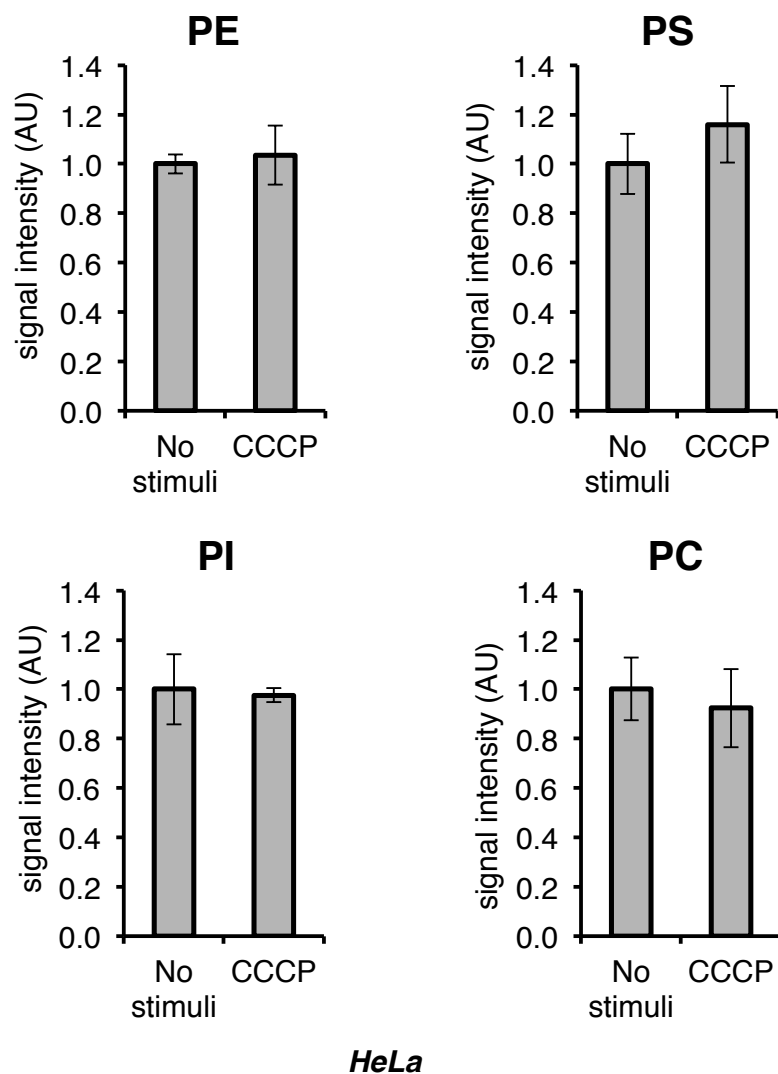 PE
signal intensity (AU)
1.4
1.2
1.0
0.8
0.6
0.4
0.2
0.0
No stimuli
CCCP
PS
signal intensity (AU)
1.4
1.2
1.0
0.8
0.6
0.4
0.2
0.0
No stimuli
CCCP
PI
signal intensity (AU)
1.4
1.2
1.0
0.8
0.6
0.4
0.2
0.0
No stimuli
CCCP
PC
signal intensity (AU)
1.4
1.2
1.0
0.8
0.6
0.4
0.2
0.0
No stimuli
CCCP
HeLa